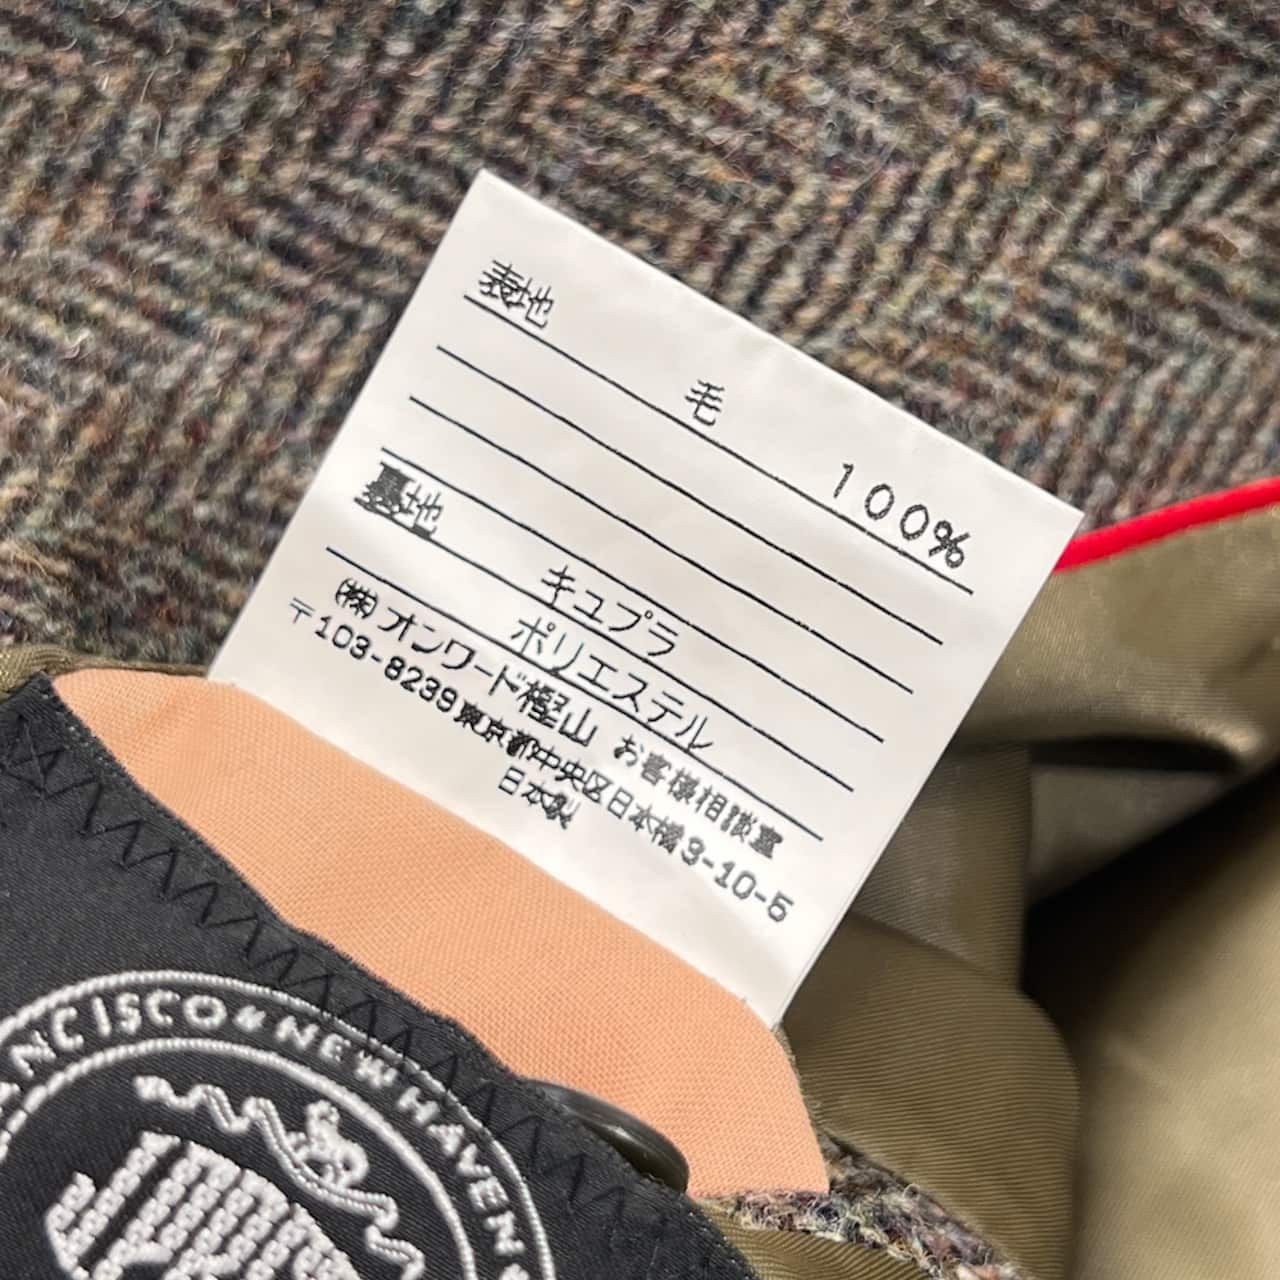 表地
毛 100%
裏地
キュプラ
ポリエステル
(株)オンワード樫山 お客様相談室
〒103-8239 東京都中央区日本橋3-10-5
日本製
NCISCO & NEW HAVEN